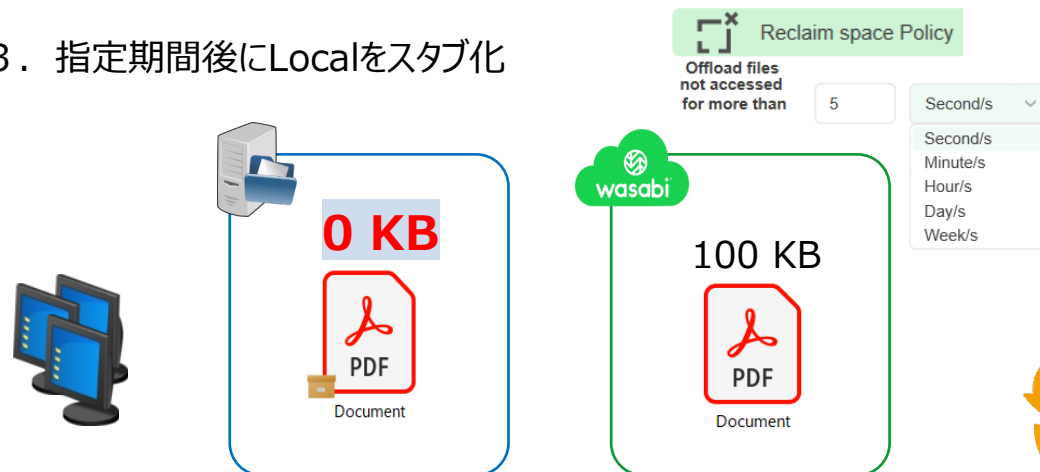 3．指定期間後にLocalをスタブ化
Reclaim space Policy
Offload files
not accessed
for more than
5
Second/s
Second/s
Minute/s
Hour/s
Day/s
Week/s
wasabi
0 KB
100 KB
PDF
PDF
Document
Document